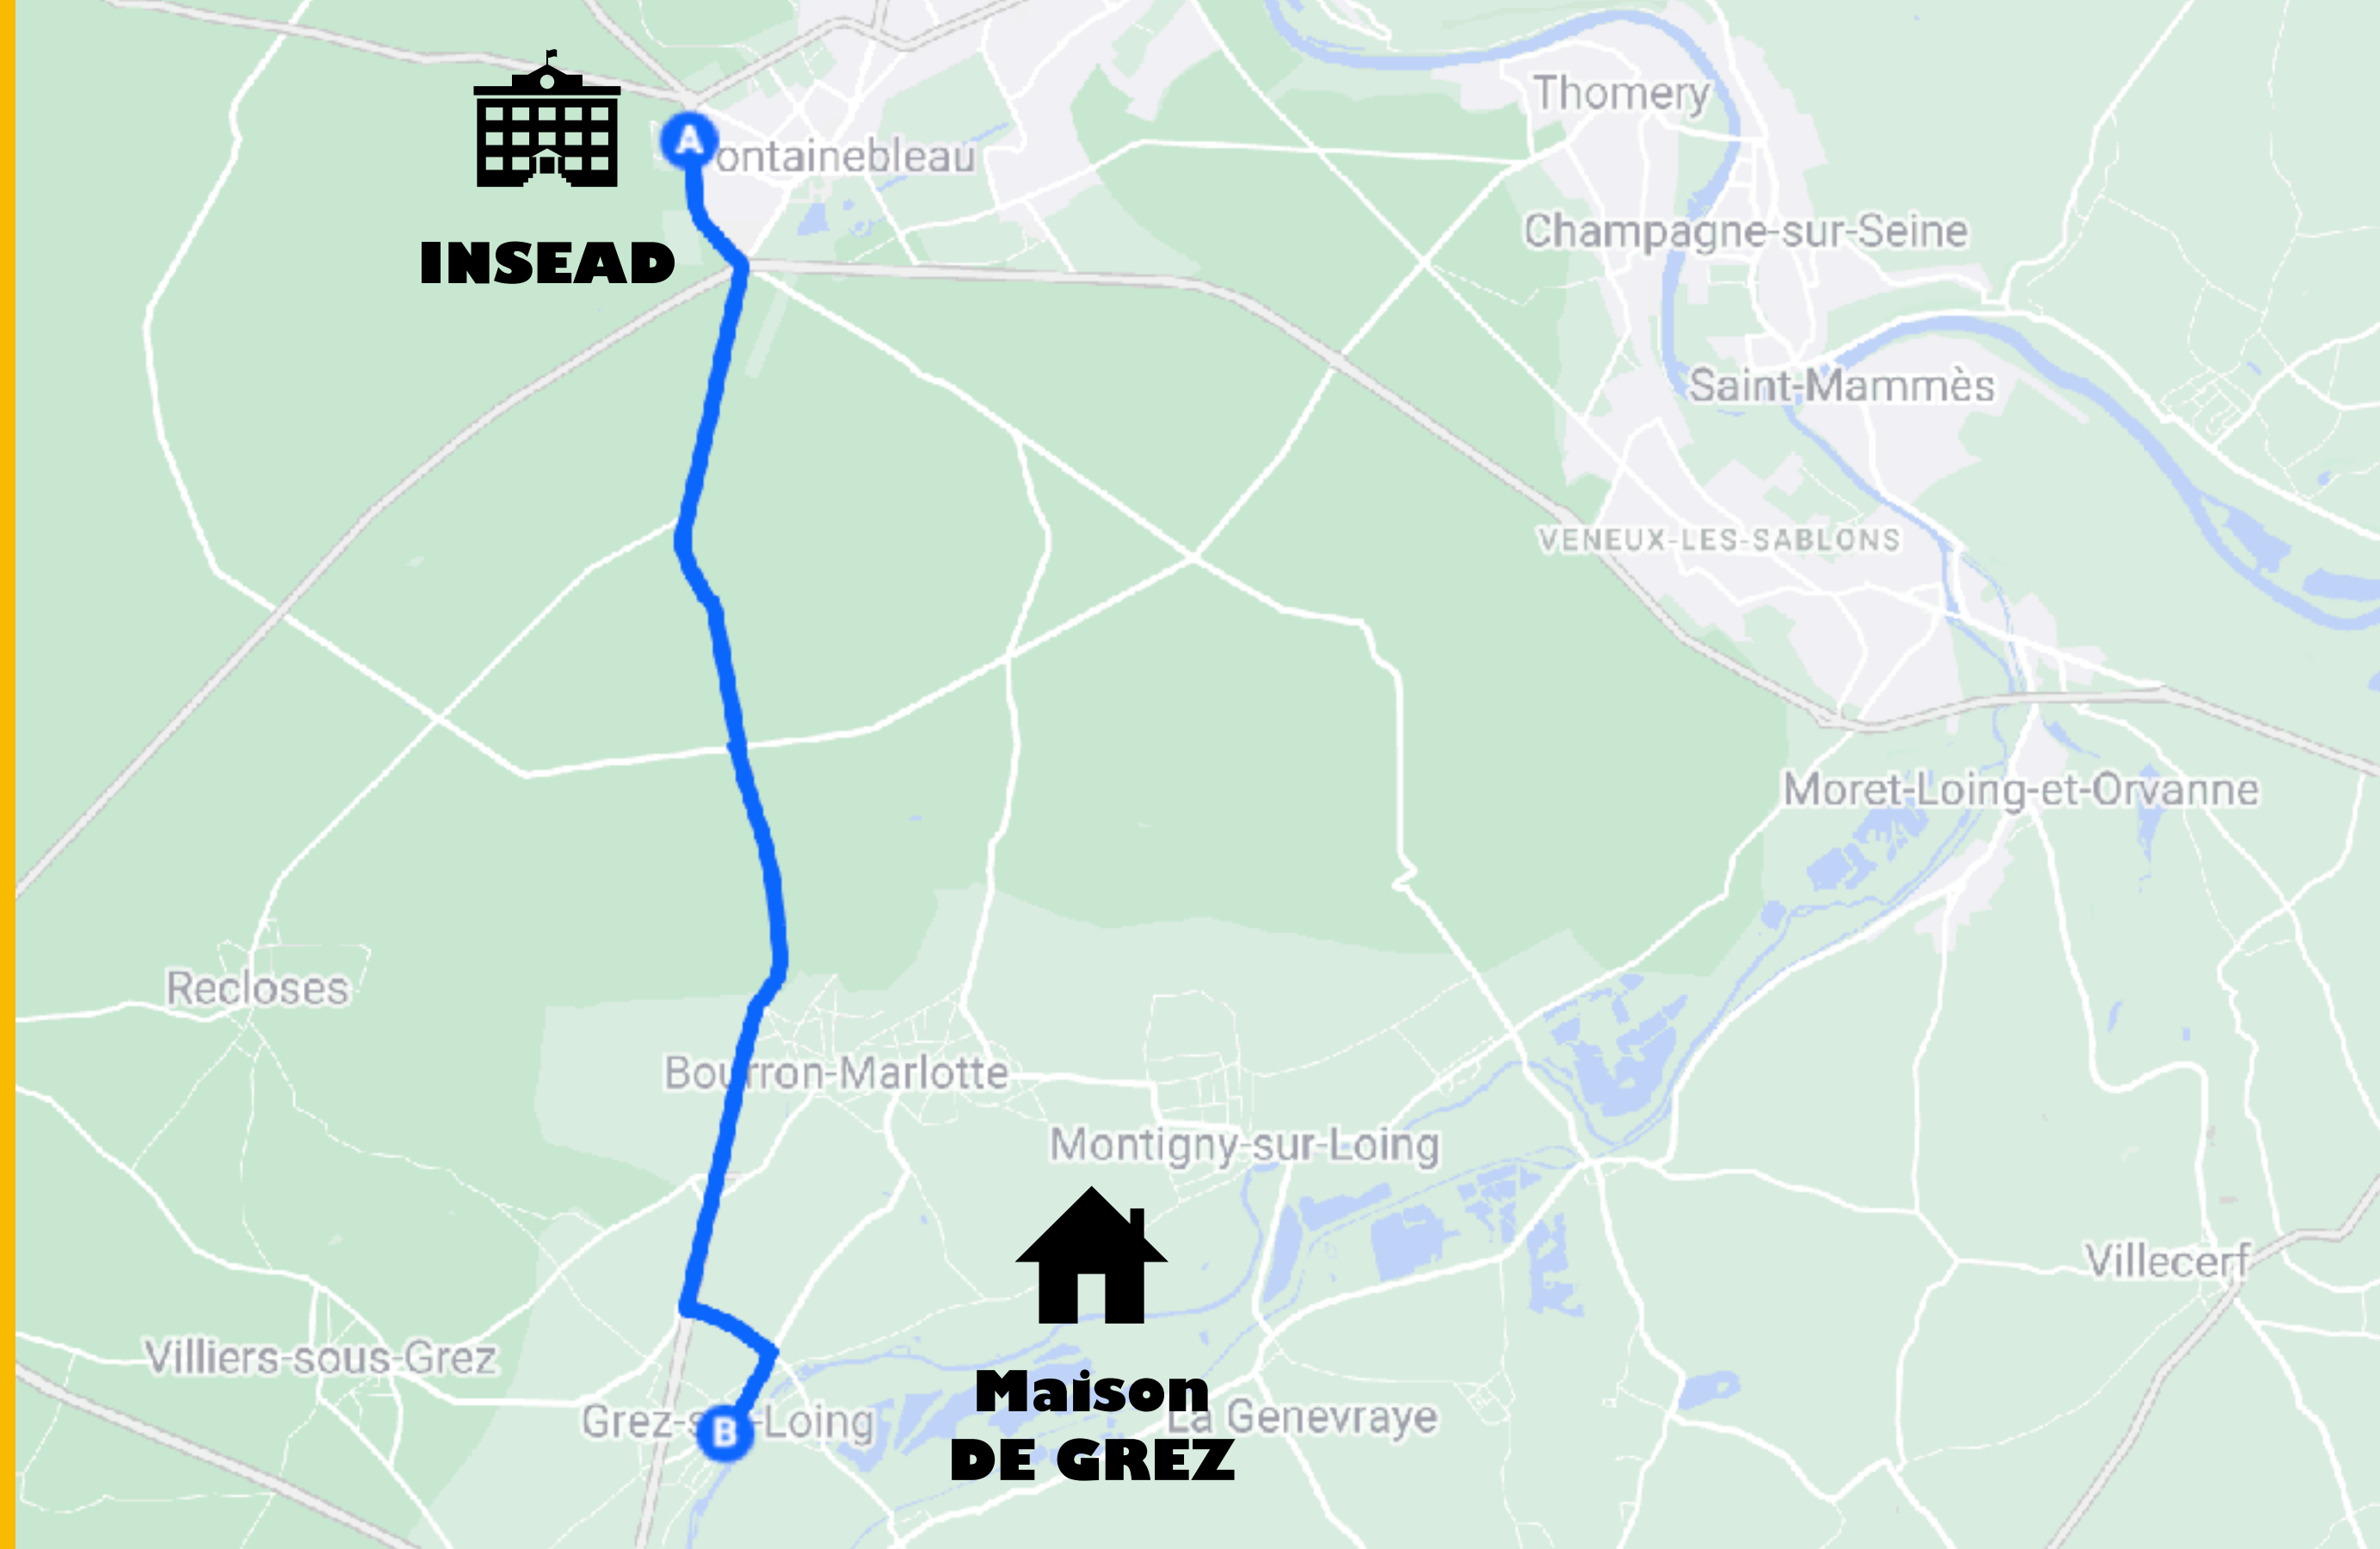 Thomery
A
ontainebleau
Champagne-sur-Seine
INSEAD
Saint-Mammès
VENEUX-LES-SABLONS
Moret-Loing-et-Orvanne
Recloses
Bourron-Marlotte
Montigny-sur-Loing
Villecerf
Villiers-sous-Grez
Maison
DE GREZ
Grez-s
B
-Loing
La Genevraye